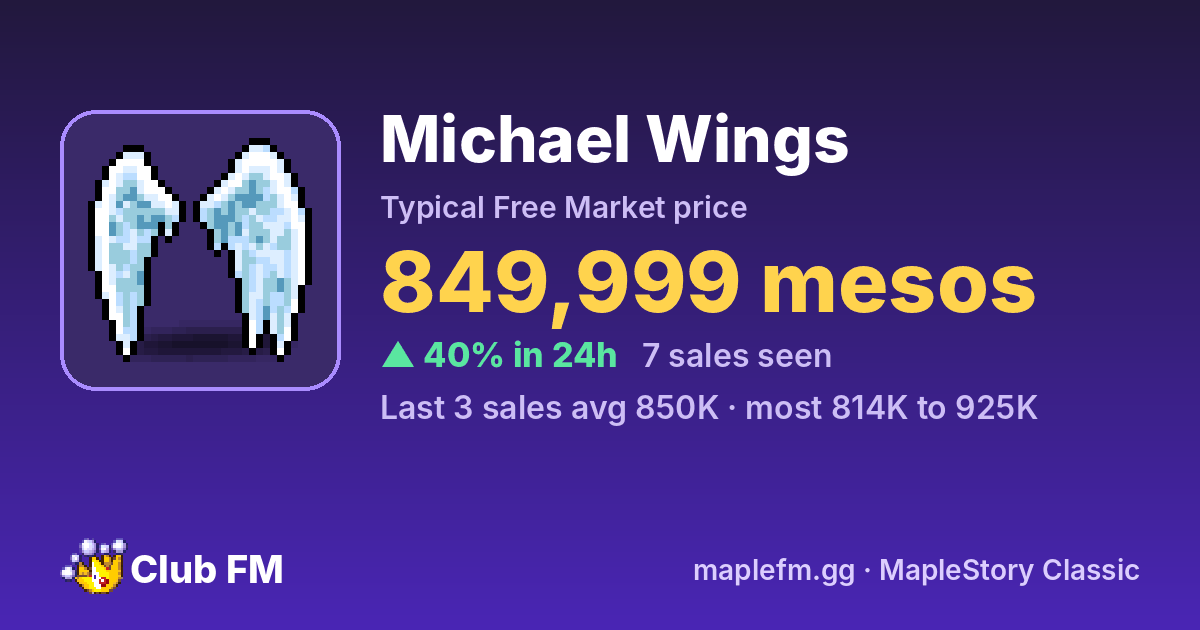 Michael Wings
Typical Free Market price
849,999 mesos
▲ 40% in 24h 7 sales seen
Last 3 sales avg 850K · most 814K to 925K
Club FM
maplefm.gg · MapleStory Classic